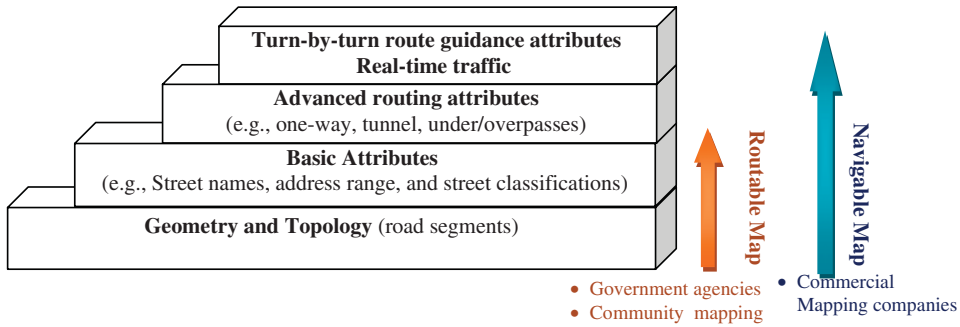 Turn-by-turn route guidance attributes
Real-time traffic
Advanced routing attributes
(e.g., one-way, tunnel, under/overpasses)
Basic Attributes
(e.g., Street names, address range, and street classifications)
Geometry and Topology (road segments)
Routable Map
Navigable Map
• Government agencies
• Community mapping
• Commercial
Mapping companies